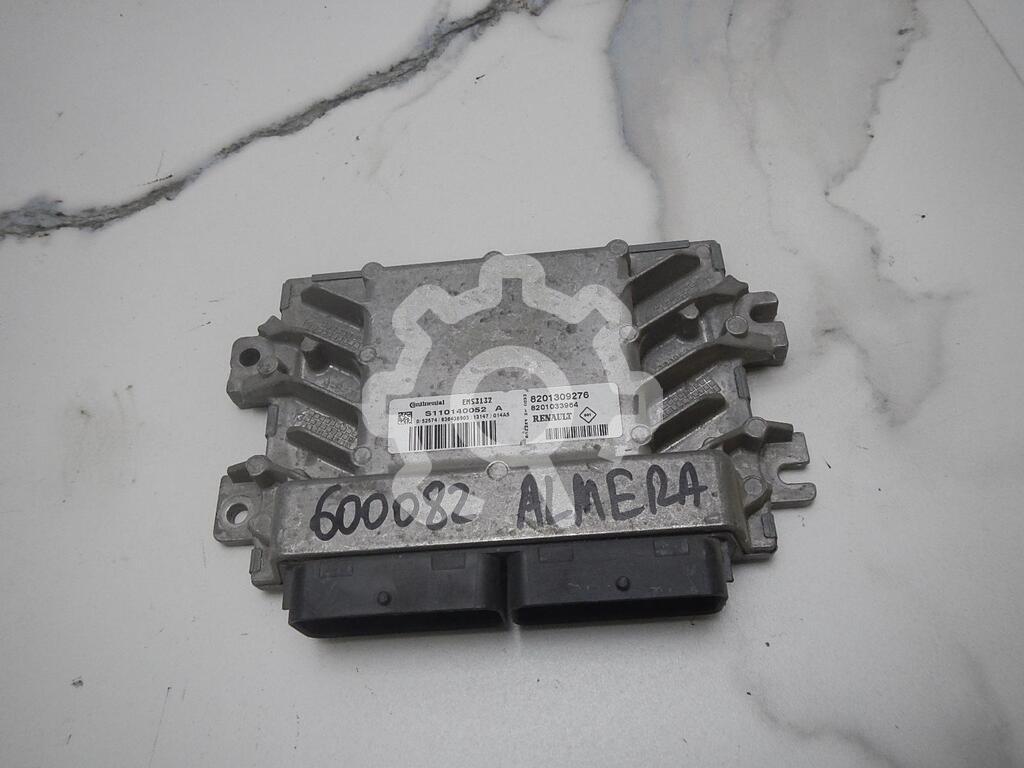 Continental EMS3132
S110140052 A
8201309276
8201033964
RENAULT
600082 ALMERA